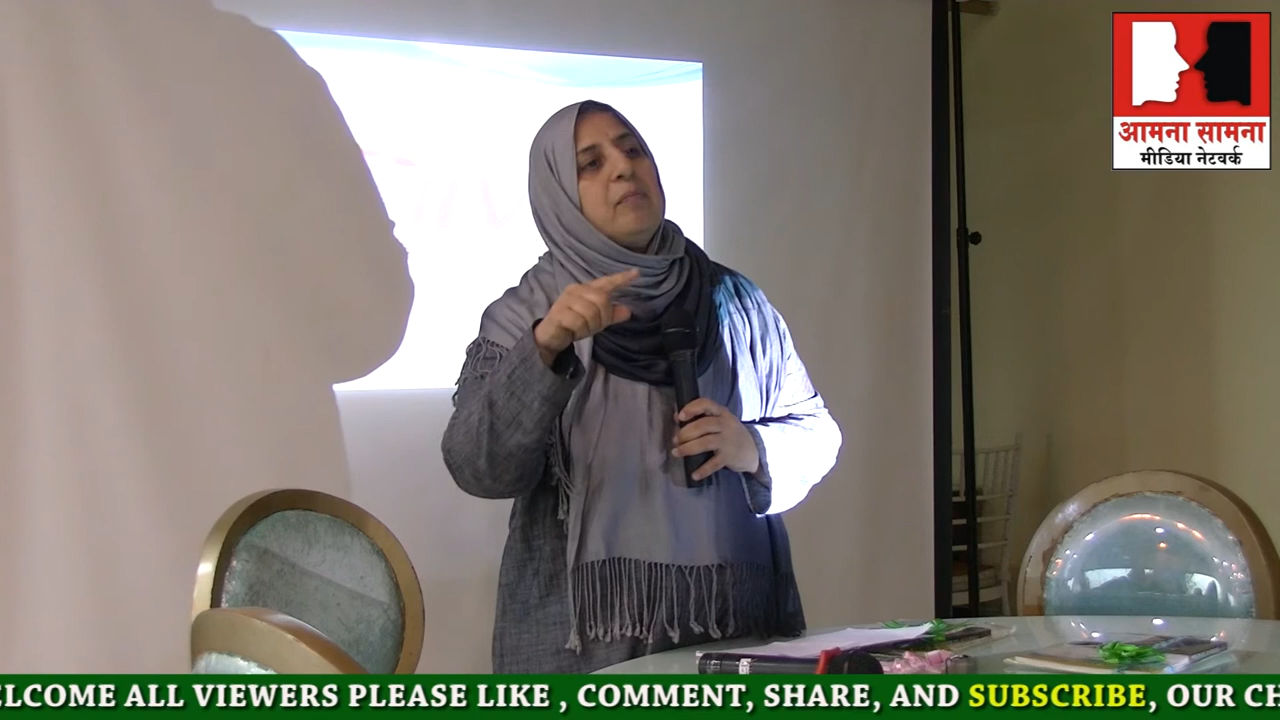 आमना सामना
मीडिया नेटवर्क
ELCOME ALL VIEWERS PLEASE LIKE , COMMENT, SHARE, AND SUBSCRIBE, OUR CH